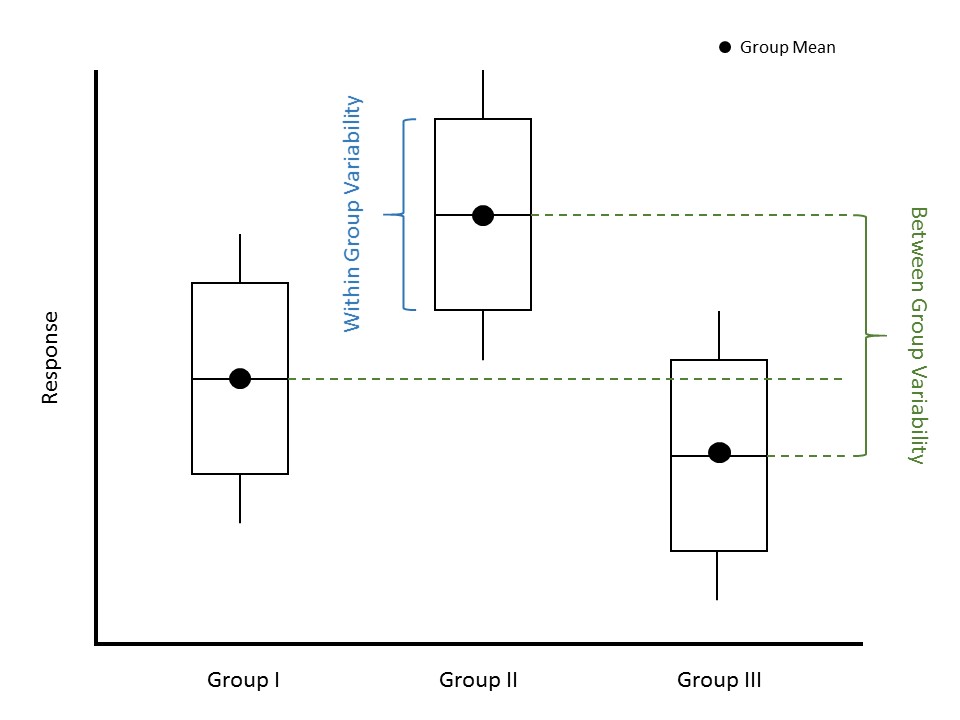 Group Mean
Within Group Variability
Between Group Variability
Response
Group I
Group II
Group III